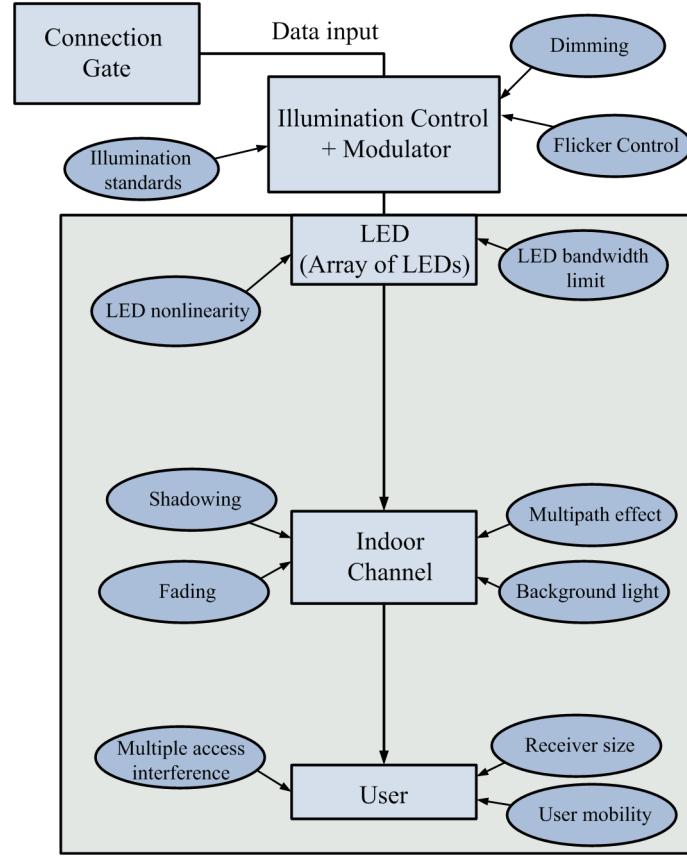 Connection
Gate
Data input
Dimming
Illumination Control
+ Modulator
Flicker Control
Illumination
standards
LED
(Array of LEDs)
LED bandwidth
limit
LED nonlinearity
Shadowing
Multipath effect
Indoor
Channel
Fading
Background light
Multiple access
interference
Receiver size
User
User mobility